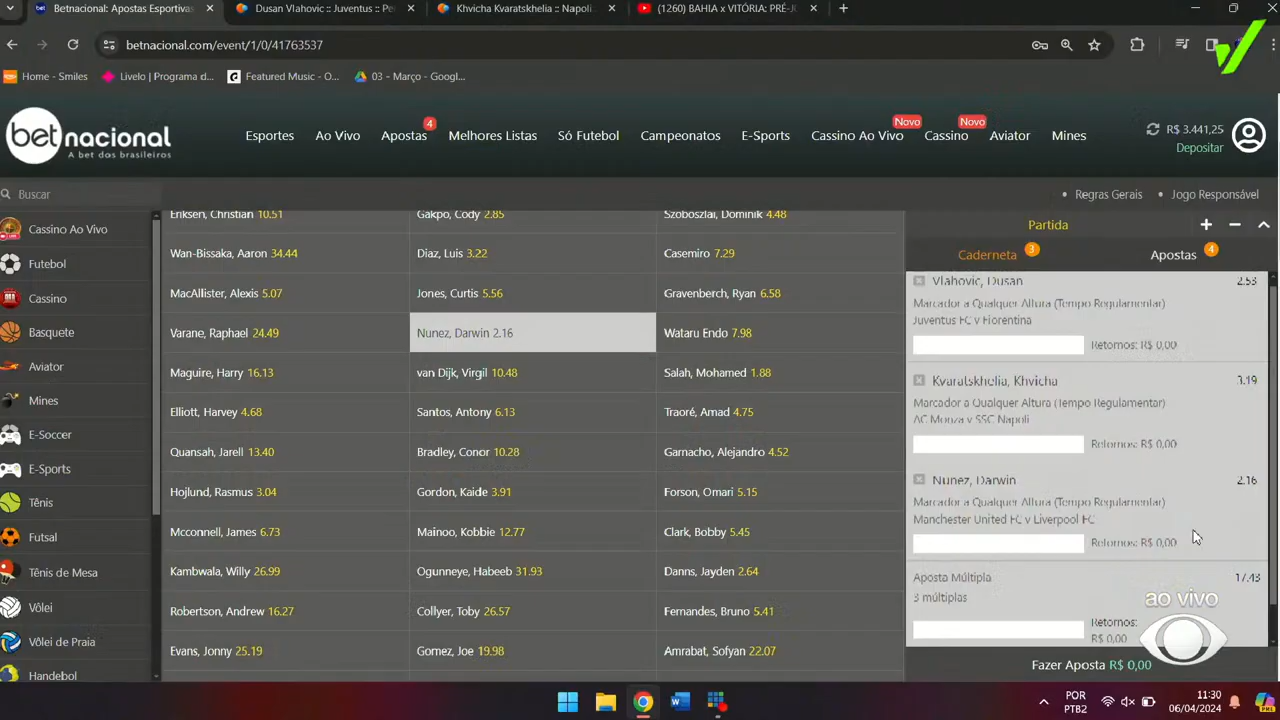 betnacional: Apostas Esportivas
Dusan Vlahovic :: Juventus :: Pe
Khvicha Kvaratskhelia :: Napoli
(1260) BAHIA x VITÓRIA: PRÉ-JO
betnacional.com/event/1/0/41763537
Home - Smiles
Livelo | Programa d...
Featured Music - O...
03 - Março - Googl...
bet nacional
A bet dos brasileiros
Esportes
Ao Vivo
Apostas 4
Melhores Listas
Só Futebol
Campeonatos
E-Sports
Cassino Ao Vivo Novo
Cassino Novo
Aviator
Mines
R$ 3.441,25
Depositar
Buscar
Regras Gerais
Jogo Responsável
Cassino Ao Vivo
Futebol
Cassino
Basquete
Aviator
Mines
E-Soccer
E-Sports
Tênis
Futsal
Tênis de Mesa
Vôlei
Vôlei de Praia
Handebol
Eriksen, Christian 10.51
Gakpo, Cody 2.85
Szoboszlai, Dominik 4.48
Wan-Bissaka, Aaron 34.44
Diaz, Luis 3.22
Casemiro 7.29
MacAllister, Alexis 5.07
Jones, Curtis 5.56
Gravenberch, Ryan 6.58
Varane, Raphael 24.49
Nunez, Darwin 2.16
Wataru Endo 7.98
Maguire, Harry 16.13
van Dijk, Virgil 10.48
Salah, Mohamed 1.88
Elliott, Harvey 4.68
Santos, Antony 6.13
Traoré, Amad 4.75
Quansah, Jarell 13.40
Bradley, Conor 10.28
Garnacho, Alejandro 4.52
Hojlund, Rasmus 3.04
Gordon, Kaide 3.91
Forson, Omari 5.15
Mcconnell, James 6.73
Mainoo, Kobbie 12.77
Clark, Bobby 5.45
Kambwala, Willy 26.99
Ogunneye, Habeeb 31.93
Danns, Jayden 2.64
Robertson, Andrew 16.27
Collyer, Toby 26.57
Fernandes, Bruno 5.41
Evans, Jonny 25.19
Gomez, Joe 19.98
Amrabat, Sofyan 22.07
Partida
Caderneta 3
Apostas 4
Vlahovic, Dusan 2.53
Marcador a Qualquer Altura (Tempo Regulamentar)
Juventus FC v Fiorentina
Retornos: R$ 0,00
Kvaratskhelia, Khvicha 3.19
Marcador a Qualquer Altura (Tempo Regulamentar)
AC Monza v SSC Napoli
Retornos: R$ 0,00
Nunez, Darwin 2.16
Marcador a Qualquer Altura (Tempo Regulamentar)
Manchester United FC v Liverpool FC
Retornos: R$ 0,00
Aposta Múltipla 17.43
3 múltiplas
Retornos:
R$ 0,00
Fazer Aposta R$ 0,00
ao vivo
POR
PTB2
11:30
06/04/2024